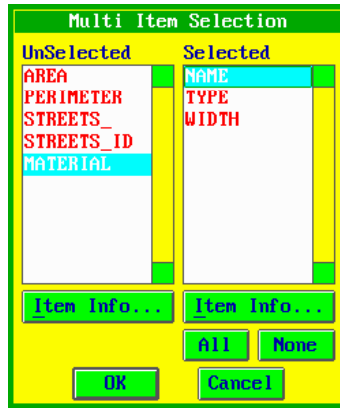 Multi Item Selection
UnSelected
Selected
AREA
PERIMETER
STREETS_
STREETS_ID
MATERIAL
NAME
TYPE
WIDTH
Item Info...
Item Info...
All
None
OK
Cancel